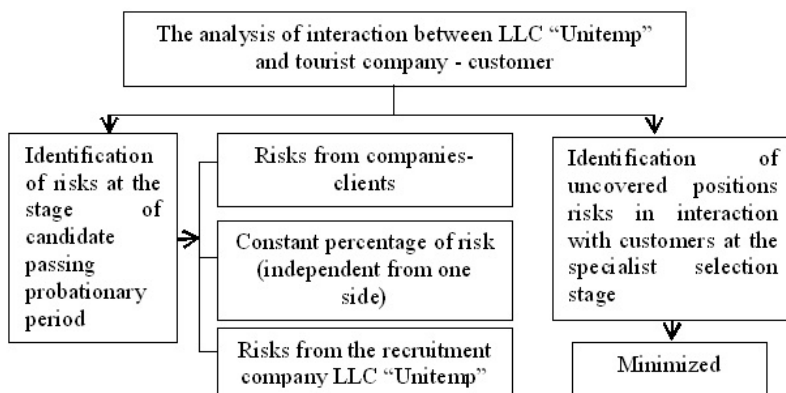 The analysis of interaction between LLC “Unitemp”
and tourist company - customer
Identification
of risks at the
stage of
candidate
passing
probationary
period
Risks from companies-
clients
Constant percentage of risk
(independent from one
side)
Risks from the recruitment
company LLC “Unitemp”
Identification of
uncovered positions
risks in interaction
with customers at the
specialist selection
stage
Minimized